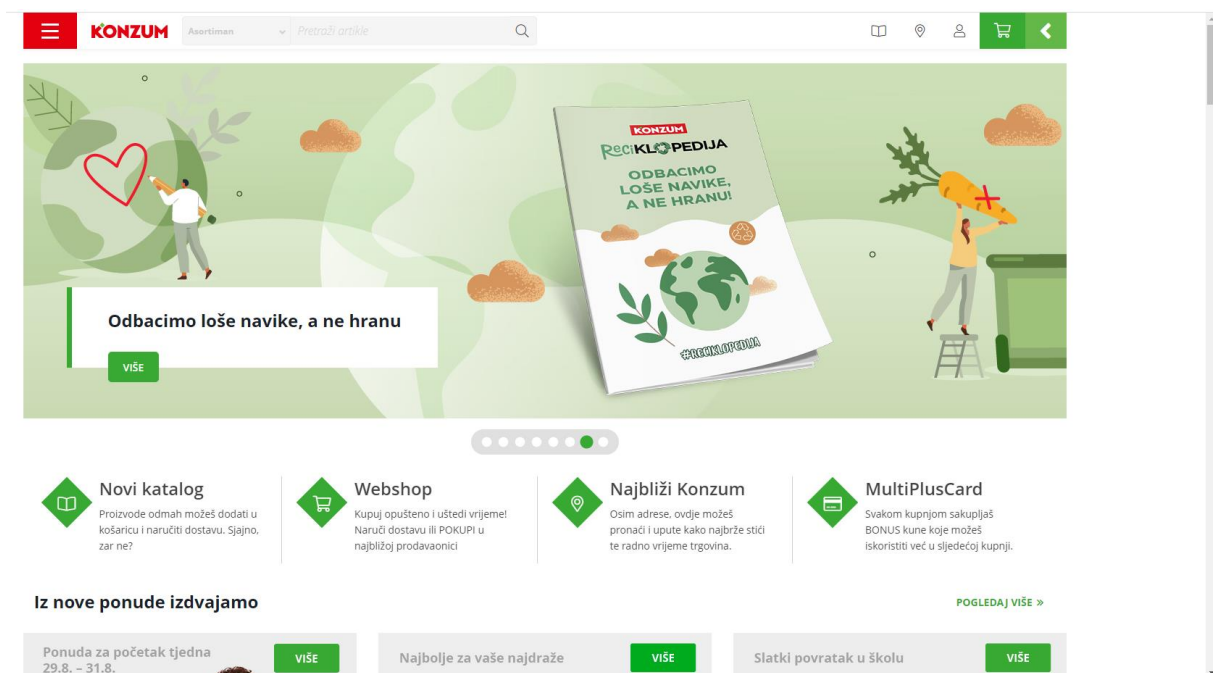 KONZUM
Asortiman
Pretraži artikle
KONZUM
ReciKLOPEDIJA
ODBACIMO
LOŠE NAVIKE,
A NE HRANU!
#RECIKLOPEDIJA
Odbacimo loše navike, a ne hranu
VIŠE
Novi katalog
Proizvode odmah možeš dodati u
košaricu i naručiti dostavu. Sjajno,
zar ne?
Webshop
Kupuj opušteno i uštedi vrijeme!
Naruči dostavu ili POKUPI u
najbližoj prodavaonici
Najbliži Konzum
Osim adrese, ovdje možeš
pronaći i upute kako najbrže stići
te radno vrijeme trgovina.
MultiPlusCard
Svakom kupnjom sakupljaš
BONUS kune koje možeš
iskoristiti već u sljedećoj kupnji.
Iz nove ponude izdvajamo
POGLEDAJ VIŠE »
Ponuda za početak tjedna
29.8. – 31.8.
VIŠE
Najbolje za vaše najdraže
VIŠE
Slatki povratak u školu
VIŠE